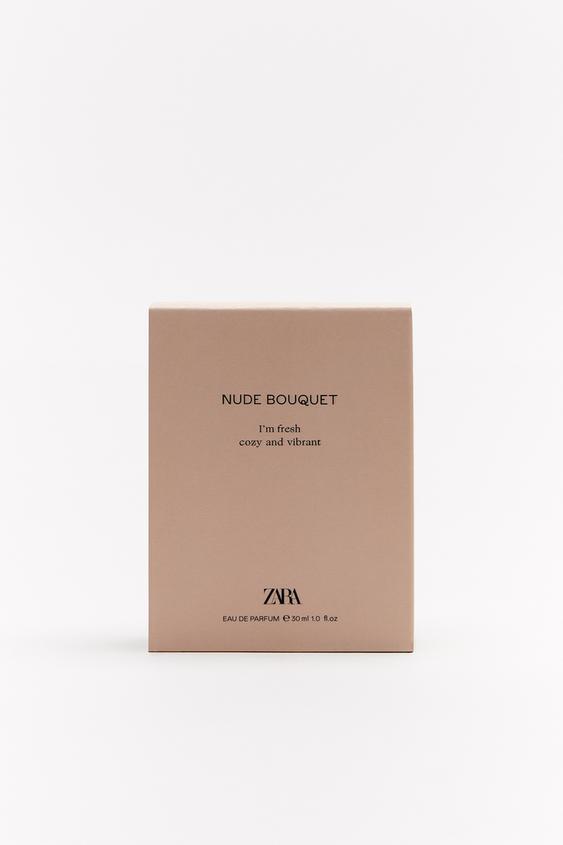 NUDE BOUQUET
I'm fresh
cozy and vibrant
ZARA
EAU DE PARFUM ℮ 30 ml 1.0 fl.oz